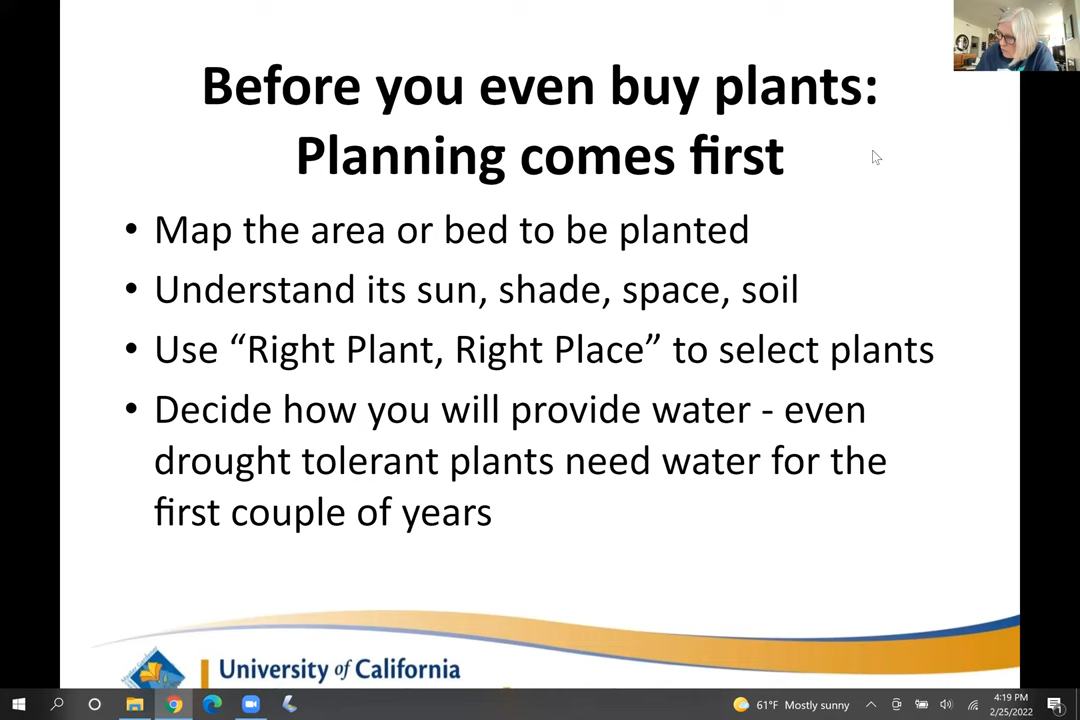 Before you even buy plants:
Planning comes first
• Map the area or bed to be planted
• Understand its sun, shade, space, soil
• Use “Right Plant, Right Place” to select plants
• Decide how you will provide water - even
drought tolerant plants need water for the
first couple of years
University of California
61°F Mostly sunny
4:19 PM
2/25/2022
1